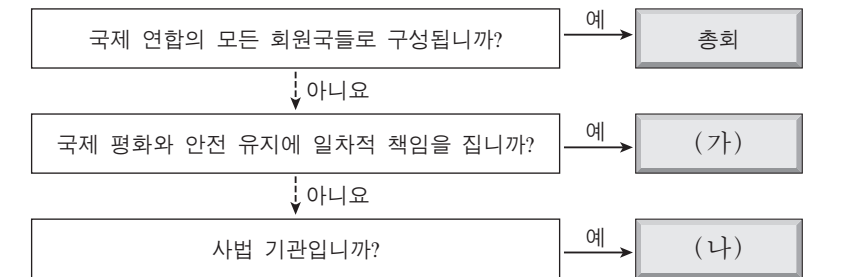 국제 연합의 모든 회원국들로 구성됩니까?
예
총회
아니요
국제 평화와 안전 유지에 일차적 책임을 집니까?
예
(가)
아니요
사법 기관입니까?
예
(나)